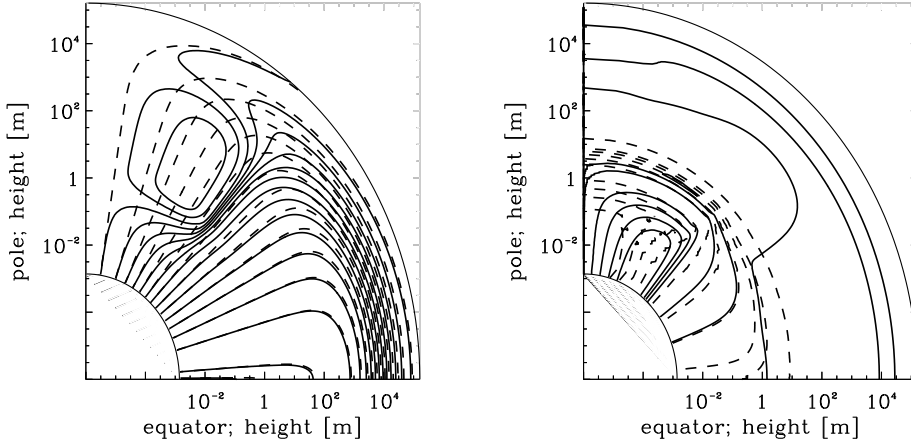 10⁴
10²
1
10⁻²
pole; height [m]
10⁻² 1 10² 10⁴
equator; height [m]
10⁴
10²
1
10⁻²
pole; height [m]
10⁻² 1 10² 10⁴
equator; height [m]